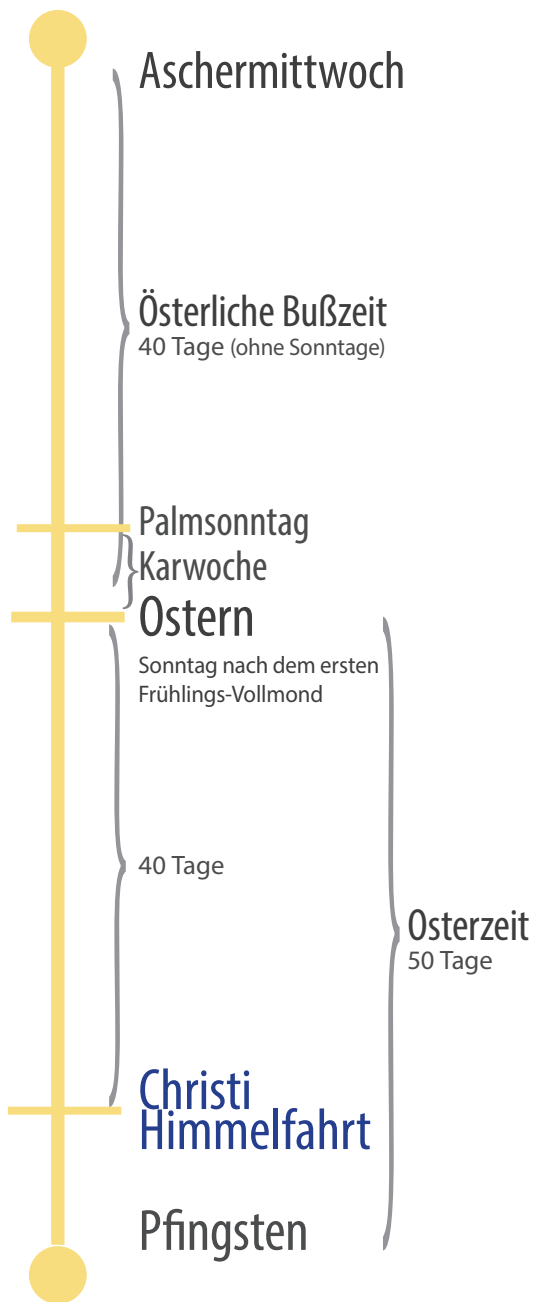 Aschermittwoch
Österliche Bußzeit
40 Tage (ohne Sonntage)
Palmsonntag
Karwoche
Ostern
Sonntag nach dem ersten
Frühlings-Vollmond
40 Tage
Osterzeit
50 Tage
Christi
Himmelfahrt
Pfingsten